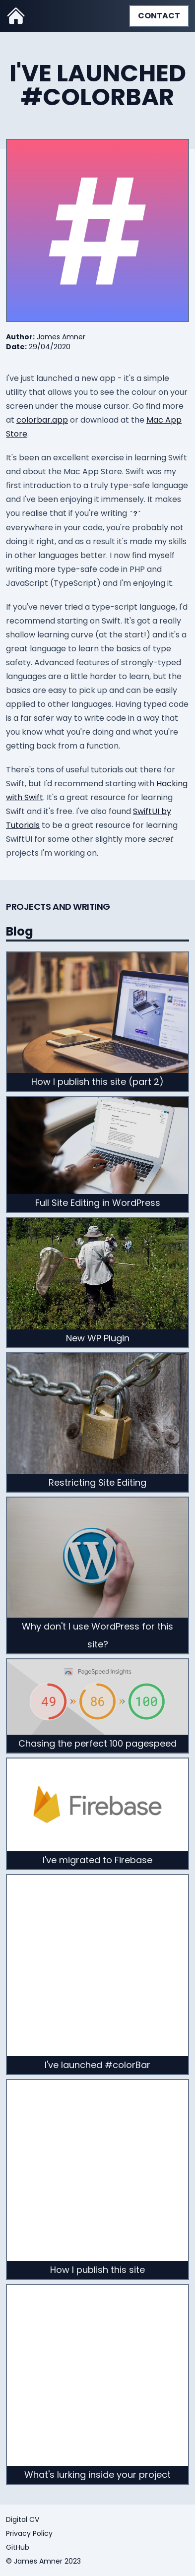 CONTACT
I'VE LAUNCHED
#COLORBAR
#
Author: James Amner
Date: 29/04/2020
I've just launched a new app - it's a simple
utility that allows you to see the colour on your
screen under the mouse cursor. Go find more
at colorbar.app or download at the Mac App
Store.
It's been an excellent exercise in learning Swift
and about the Mac App Store. Swift was my
first introduction to a truly type-safe language
and I've been enjoying it immensely. It makes
you realise that if you're writing `?`
everywhere in your code, you're probably not
doing it right, and as a result it's made my skills
in other languages better. I now find myself
writing more type-safe code in PHP and
JavaScript (TypeScript) and I'm enjoying it.
If you've never tried a type-script language, I'd
recommend starting on Swift. It's got a really
shallow learning curve (at the start!) and it's a
great language to learn the basics of type
safety. Advanced features of strongly-typed
languages are a little harder to learn, but the
basics are easy to pick up and can be easily
applied to other languages. Having typed code
is a far safer way to write code in a way that
you know what you're doing and what you're
getting back from a function.
There's tons of useful tutorials out there for
Swift, but I'd recommend starting with Hacking
with Swift. It's a great resource for learning
Swift and it's free. I've also found SwiftUI by
Tutorials to be a great resource for learning
SwiftUI for some other slightly more secret
projects I'm working on.
PROJECTS AND WRITING
Blog
How I publish this site (part 2)
Full Site Editing in WordPress
New WP Plugin
Restricting Site Editing
Why don't I use WordPress for this
site?
PageSpeed Insights
49 » 86 » 100
Chasing the perfect 100 pagespeed
Firebase
I've migrated to Firebase
I've launched #colorBar
How I publish this site
What's lurking inside your project
Digital CV
Privacy Policy
GitHub
© James Amner 2023